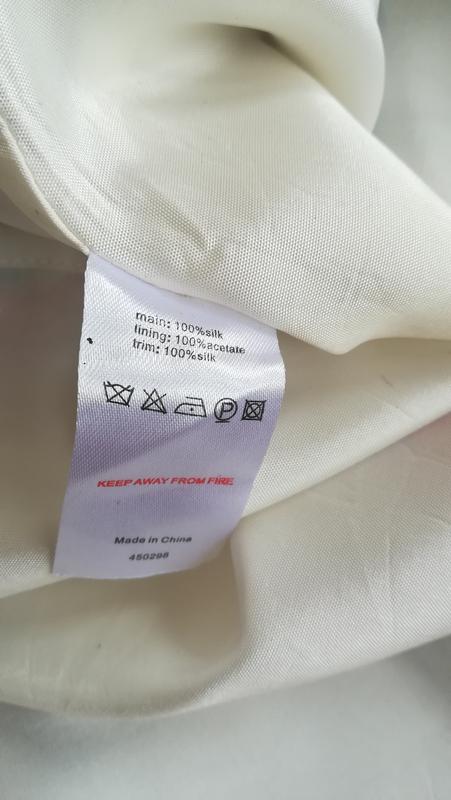 main: 100%silk
lining: 100%acetate
trim: 100%silk
P
KEEP AWAY FROM FIRE
Made in China
450298